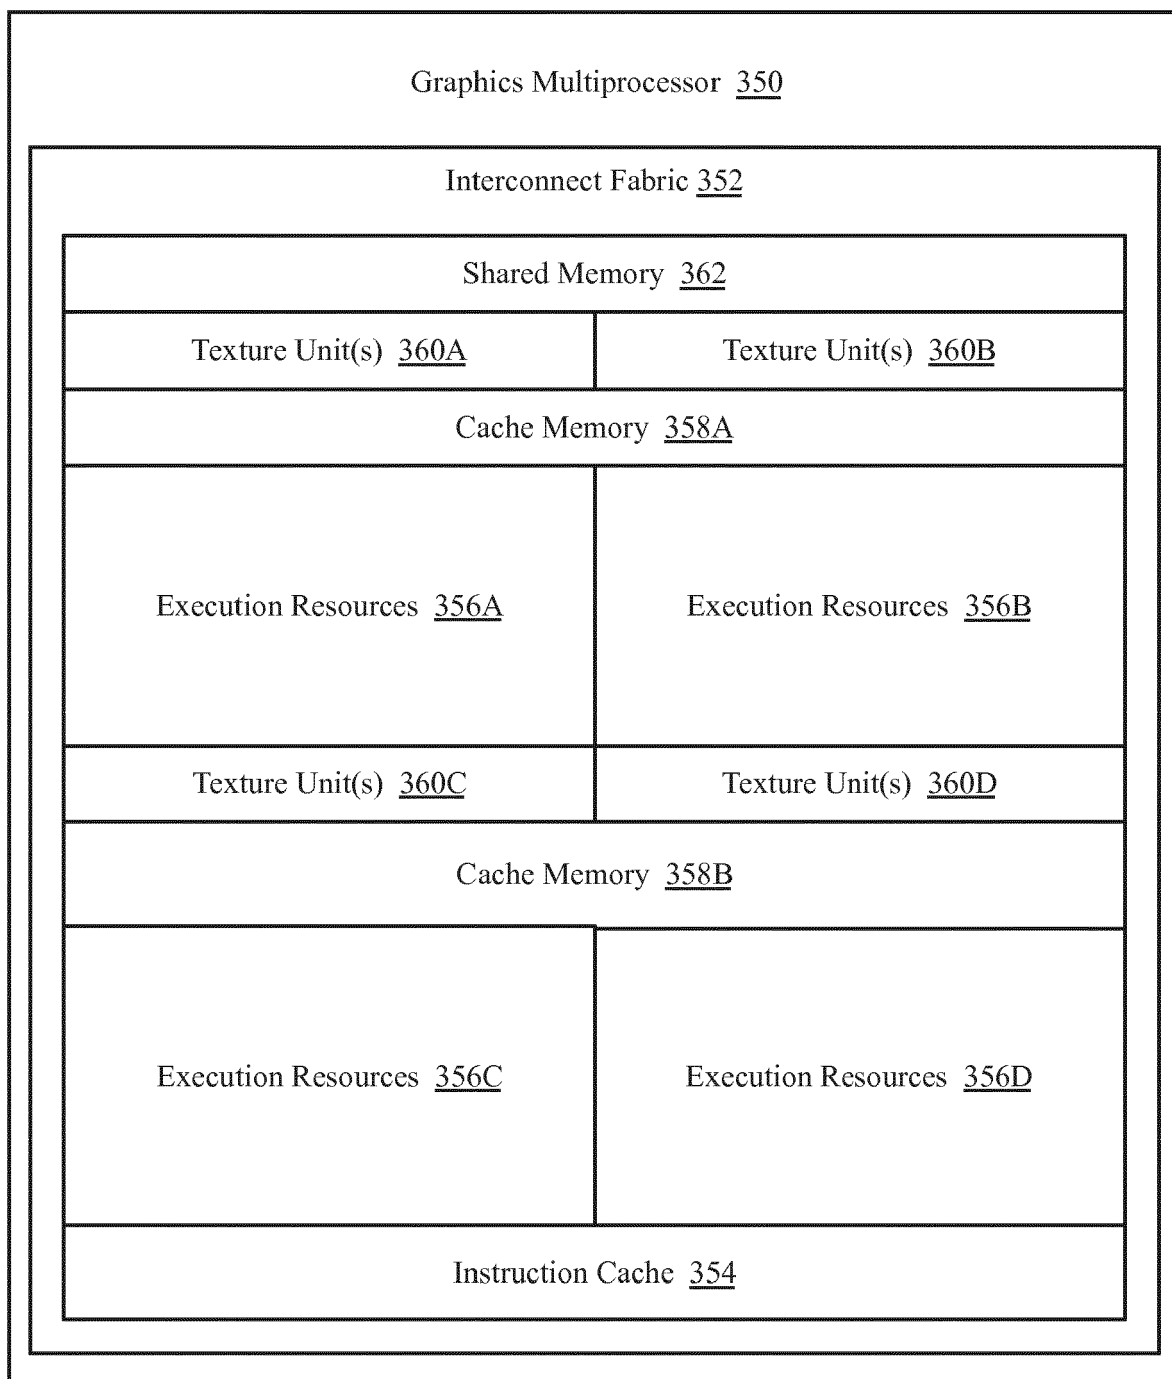 Graphics Multiprocessor 350
Interconnect Fabric 352
Shared Memory 362
Texture Unit(s) 360A
Texture Unit(s) 360B
Cache Memory 358A
Execution Resources 356A
Execution Resources 356B
Texture Unit(s) 360C
Texture Unit(s) 360D
Cache Memory 358B
Execution Resources 356C
Execution Resources 356D
Instruction Cache 354